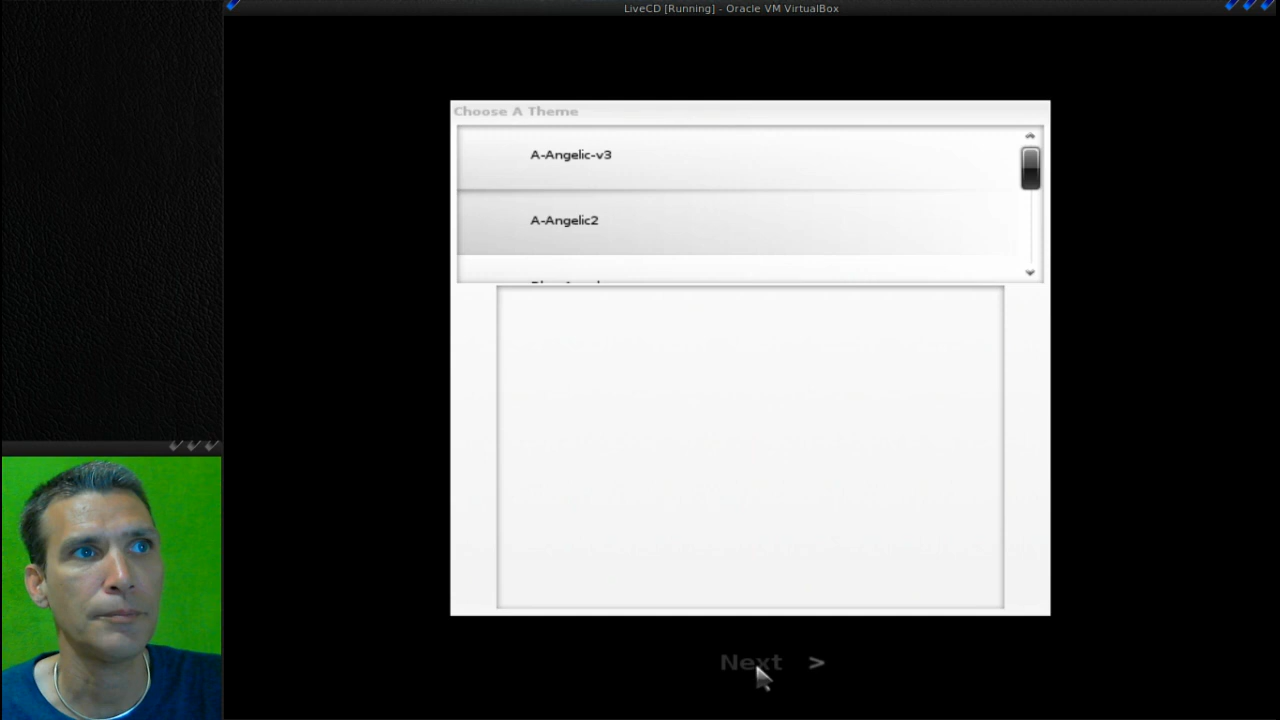 LiveCD [Running] - Oracle VM VirtualBox
Choose A Theme
A-Angelic-v3
A-Angelic2
Next >